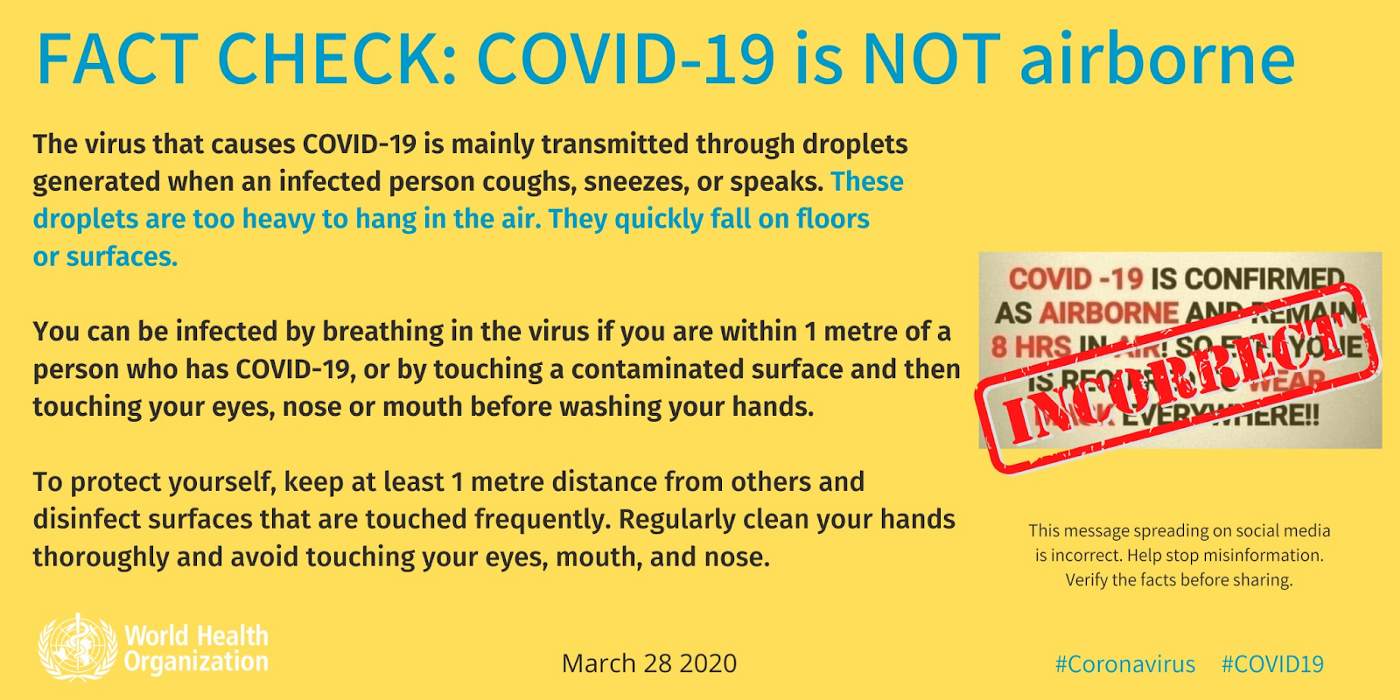 FACT CHECK: COVID-19 is NOT airborne
The virus that causes COVID-19 is mainly transmitted through droplets
generated when an infected person coughs, sneezes, or speaks. These
droplets are too heavy to hang in the air. They quickly fall on floors
or surfaces.
You can be infected by breathing in the virus if you are within 1 metre of a
person who has COVID-19, or by touching a contaminated surface and then
touching your eyes, nose or mouth before washing your hands.
To protect yourself, keep at least 1 metre distance from others and
disinfect surfaces that are touched frequently. Regularly clean your hands
thoroughly and avoid touching your eyes, mouth, and nose.
COVID -19 IS CONFIRMED
AS AIRBORNE AND REMAIN
8 HRS IN AIR! SO
IS WEAR
EVERYWHERE!!
INCORRECT
This message spreading on social media
is incorrect. Help stop misinformation.
Verify the facts before sharing.
World Health
Organization
March 28 2020
#Coronavirus #COVID19